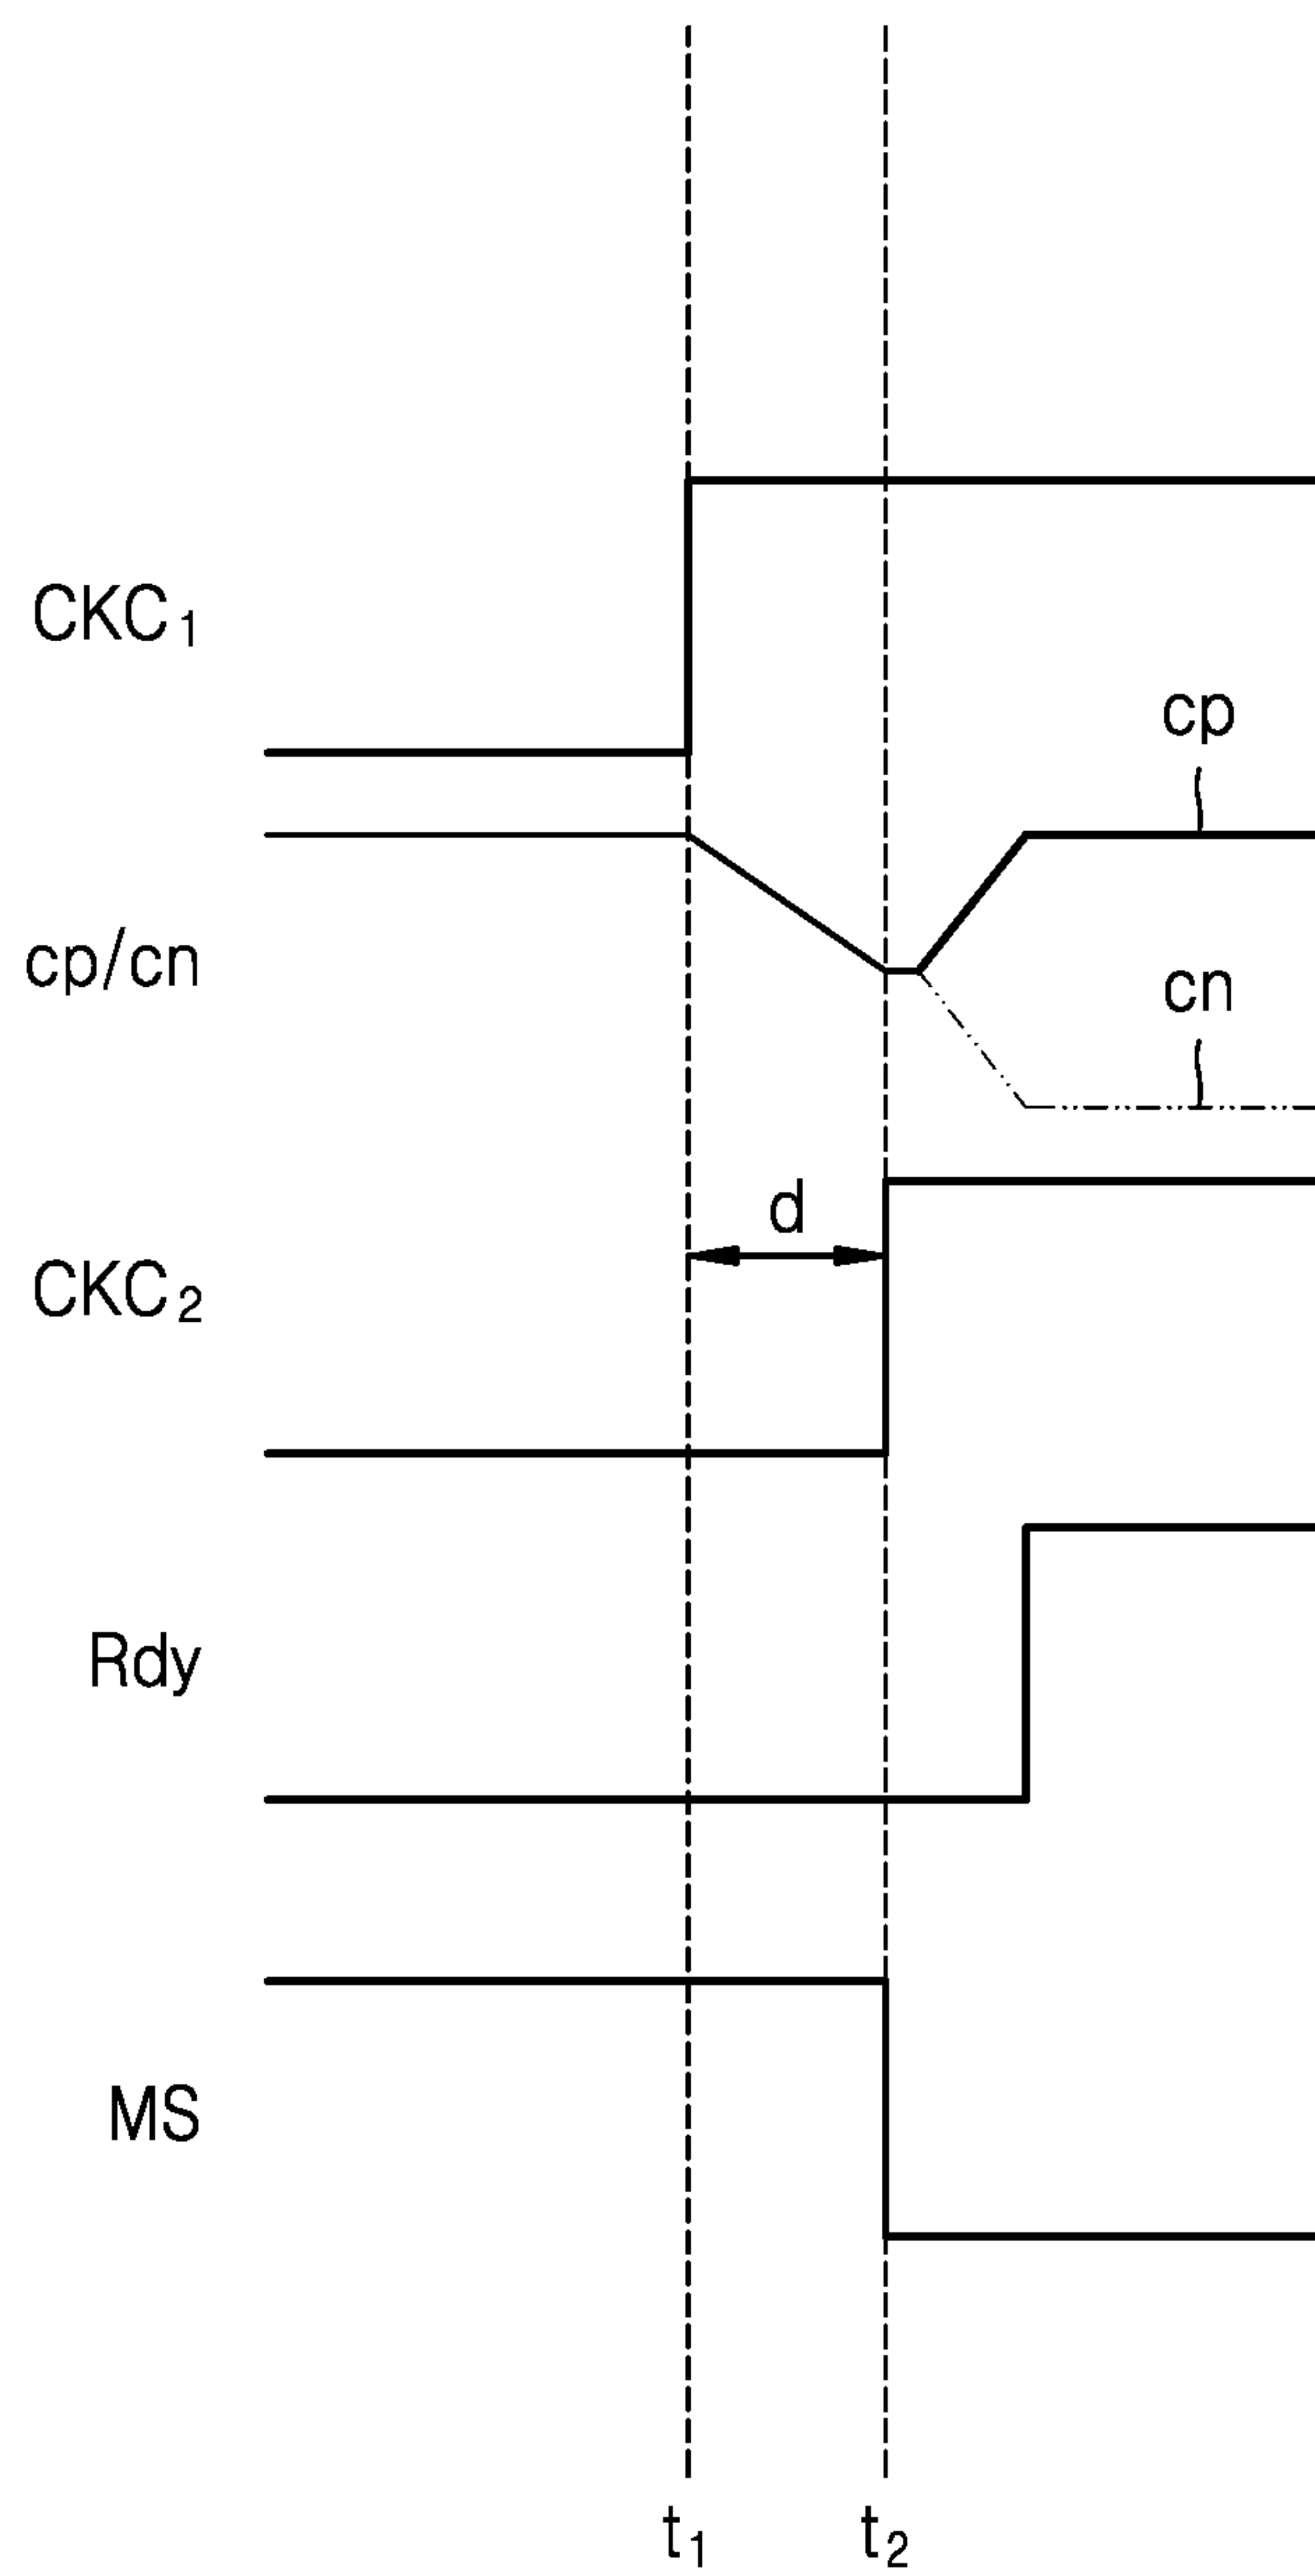 CKC₁
cp
cp/cn
cn
d
CKC₂
Rdy
MS
t₁ t₂